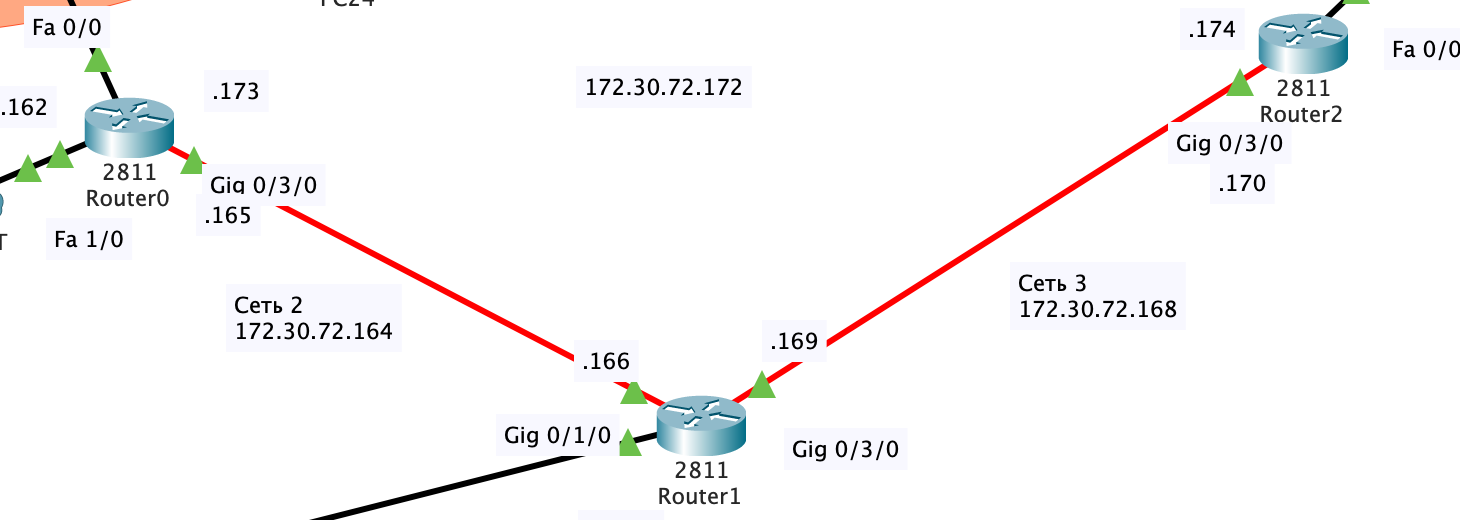 Fa 0/0
.174
Fa 0/0
172.30.72.172
.173
.162
2811
Router2
Gig 0/3/0
.170
2811
Router0
Gig 0/3/0
.165
Fa 1/0
Сеть 2
172.30.72.164
Сеть 3
172.30.72.168
.169
.166
Gig 0/1/0
Gig 0/3/0
2811
Router1